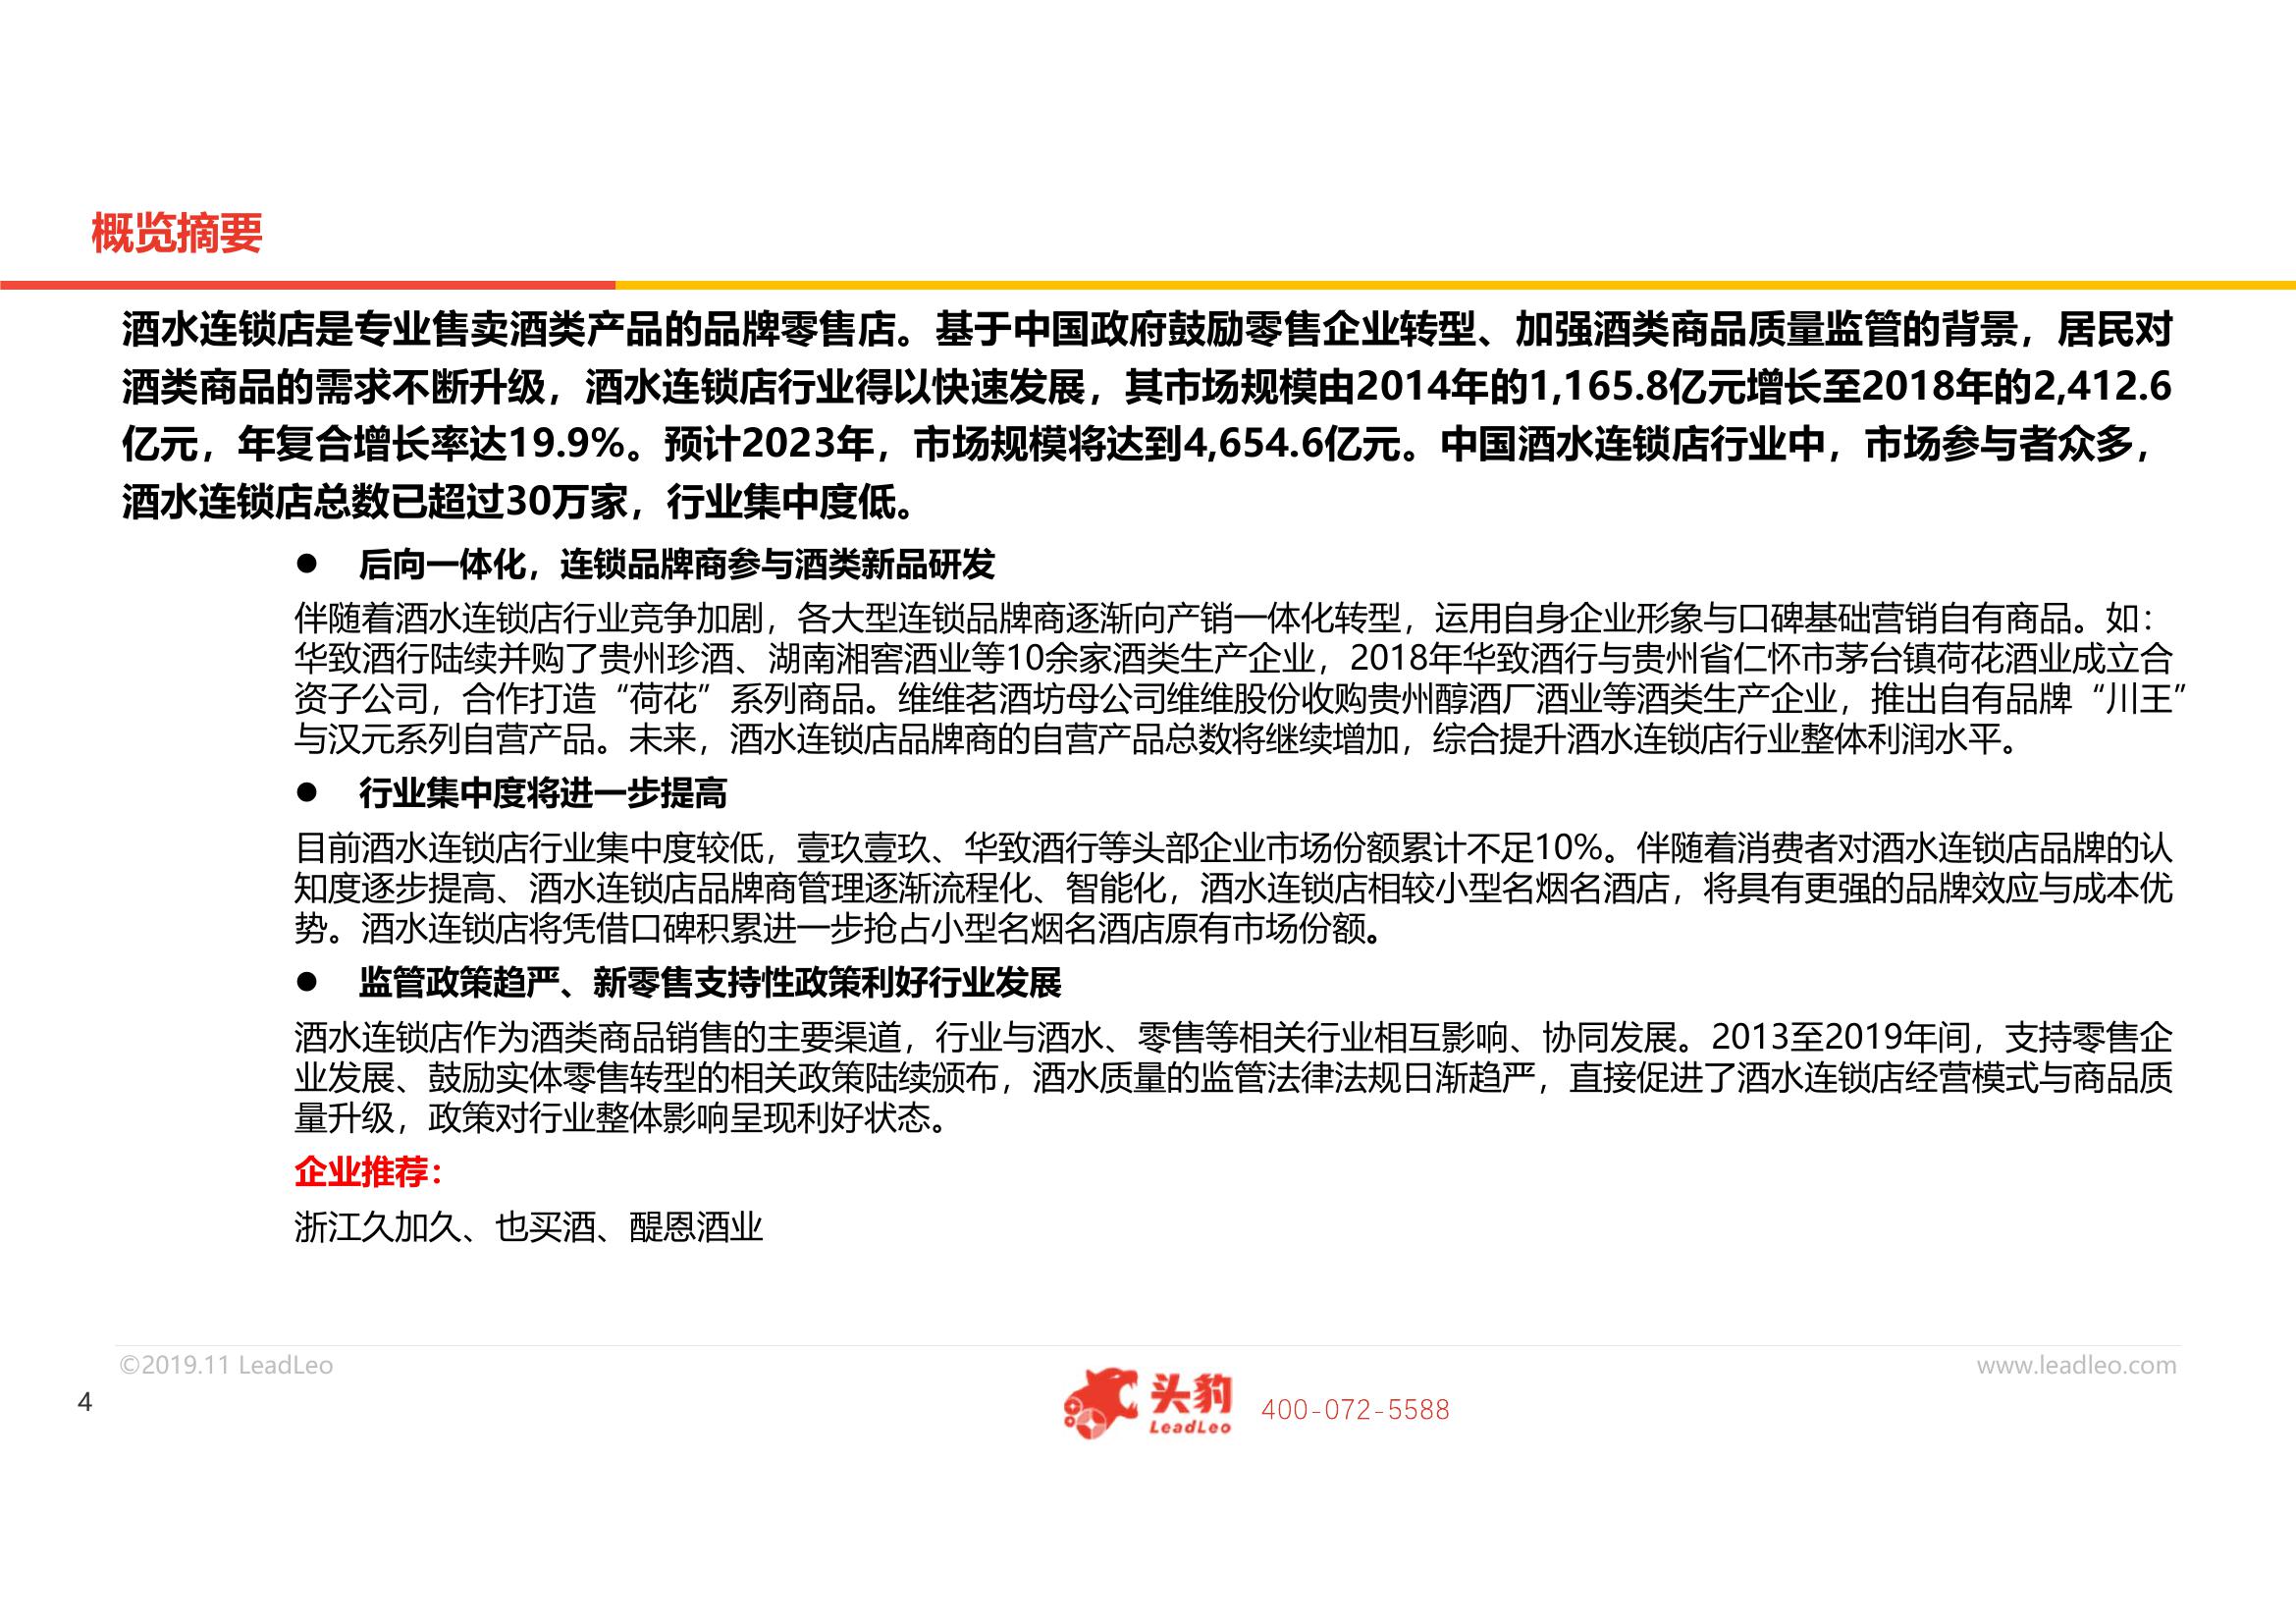 概览摘要
酒水连锁店是专业售卖酒类产品的品牌零售店。基于中国政府鼓励零售企业转型、加强酒类商品质量监管的背景，居民对
酒类商品的需求不断升级，酒水连锁店行业得以快速发展，其市场规模由2014年的1,165.8亿元增长至2018年的2,412.6
亿元，年复合增长率达19.9%。预计2023年，市场规模将达到4,654.6亿元。中国酒水连锁店行业中，市场参与者众多，
酒水连锁店总数已超过30万家，行业集中度低。
● 后向一体化，连锁品牌商参与酒类新品研发
伴随着酒水连锁店行业竞争加剧，各大型连锁品牌商逐渐向产销一体化转型，运用自身企业形象与口碑基础营销自有商品。如：
华致酒行陆续并购了贵州珍酒、湖南湘窖酒业等10余家酒类生产企业，2018年华致酒行与贵州省仁怀市茅台镇荷花酒业成立合
资子公司，合作打造“荷花”系列商品。维维茗酒坊母公司维维股份收购贵州醇酒厂酒业等酒类生产企业，推出自有品牌“川王”
与汉元系列自营产品。未来，酒水连锁店品牌商的自营产品总数将继续增加，综合提升酒水连锁店行业整体利润水平。
● 行业集中度将进一步提高
目前酒水连锁店行业集中度较低，壹玖壹玖、华致酒行等头部企业市场份额累计不足10%。伴随着消费者对酒水连锁店品牌的认
知度逐步提高、酒水连锁店品牌商管理逐渐流程化、智能化，酒水连锁店相较小型名烟名酒店，将具有更强的品牌效应与成本优
势。酒水连锁店将凭借口碑积累进一步抢占小型名烟名酒店原有市场份额。
● 监管政策趋严、新零售支持性政策利好行业发展
酒水连锁店作为酒类商品销售的主要渠道，行业与酒水、零售等相关行业相互影响、协同发展。2013至2019年间，支持零售企
业发展、鼓励实体零售转型的相关政策陆续颁布，酒水质量的监管法律法规日渐趋严，直接促进了酒水连锁店经营模式与商品质
量升级，政策对行业整体影响呈现利好状态。
企业推荐：
浙江久加久、也买酒、醍恩酒业
©2019.11 LeadLeo
www.leadleo.com
4
头豹
LeadLeo
400-072-5588